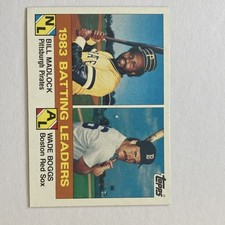 1983 BATTING LEADERS
NL
BILL MADLOCK
Pittsburgh Pirates
AL
WADE BOGGS
Boston Red Sox
TOPPS
B